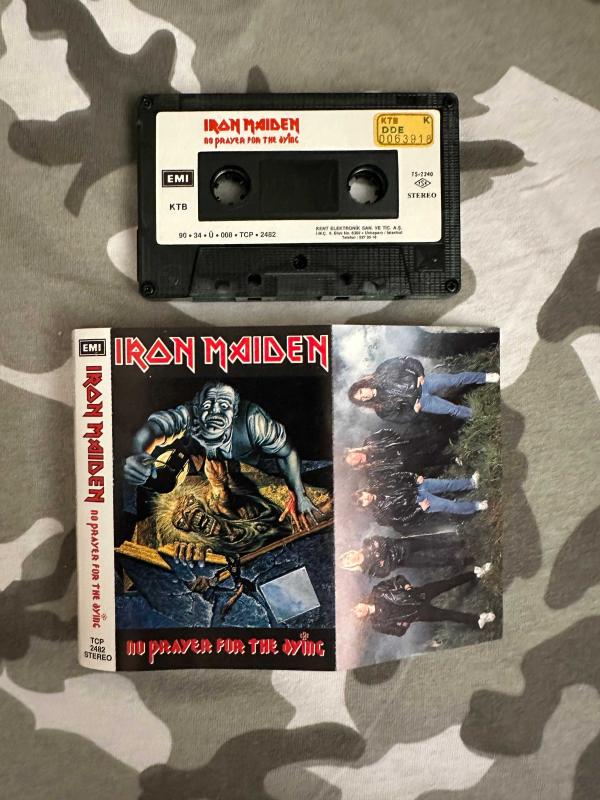 IRON MAIDEN
NO PRAYER FOR THE DYING
KTB K
DDE
0063918
EMI
KTB
TS-2240
TSE
STEREO
90 • 34 • Ü • 008 • TCP • 2482
KENT ELEKTRONİK SAN. VE TİC. A.Ş.
EMI
IRON MAIDEN
NO PRAYER FOR THE DYING
TCP
2482
STEREO
IRON MAIDEN
NO PRAYER FOR THE DYING